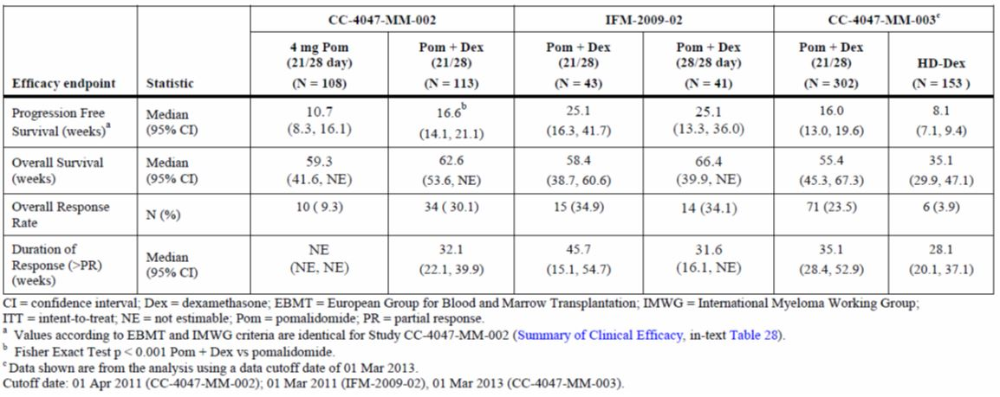 CC-4047-MM-002 IFM-2009-02 CC-4047-MM-003c
4 mg Pom Pom + Dex Pom + Dex Pom + Dex Pom + Dex
(21/28 day) (21/28) (21/28) (28/28 day) (21/28) HD-Dex
Efficacy endpoint Statistic (N = 108) (N = 113) (N = 43) (N = 41) (N = 302) (N = 153 )
Progression Free Median 10.7 16.6b 25.1 25.1 16.0 8.1
Survival (weeks)a (95% CI) (8.3, 16.1) (14.1, 21.1) (16.3, 41.7) (13.3, 36.0) (13.0, 19.6) (7.1, 9.4)
Overall Survival Median 59.3 62.6 58.4 66.4 55.4 35.1
(weeks) (95% CI) (41.6, NE) (53.6, NE) (38.7, 60.6) (39.9, NE) (45.3, 67.3) (29.9, 47.1)
Overall Response N (%) 10 ( 9.3) 34 ( 30.1) 15 (34.9) 14 (34.1) 71 (23.5) 6 (3.9)
Rate
Duration of Median NE 32.1 45.7 31.6 35.1 28.1
Response (>PR) (95% CI) (NE, NE) (22.1, 39.9) (15.1, 54.7) (16.1, NE) (28.4, 52.9) (20.1, 37.1)
(weeks)
CI = confidence interval; Dex = dexamethasone; EBMT = European Group for Blood and Marrow Transplantation; IMWG = International Myeloma Working Group;
ITT = intent-to-treat; NE = not estimable; Pom = pomalidomide; PR = partial response.
a Values according to EBMT and IMWG criteria are identical for Study CC-4047-MM-002 (Summary of Clinical Efficacy, in-text Table 28).
b Fisher Exact Test p < 0.001 Pom + Dex vs pomalidomide.
c Data shown are from the analysis using a data cutoff date of 01 Mar 2013.
Cutoff date: 01 Apr 2011 (CC-4047-MM-002); 01 Mar 2011 (IFM-2009-02), 01 Mar 2013 (CC-4047-MM-003).